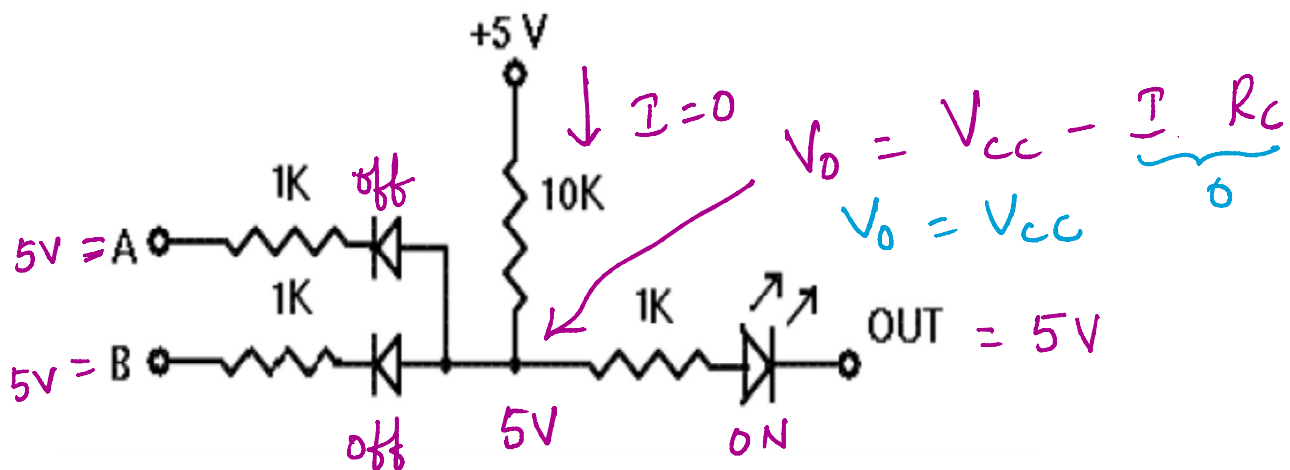 +5 V
I = 0
V0 = VCC - I RC
0
V0 = VCC
1K
off
10K
5V = A
1K
1K
OUT = 5V
5V = B
off
5V
ON